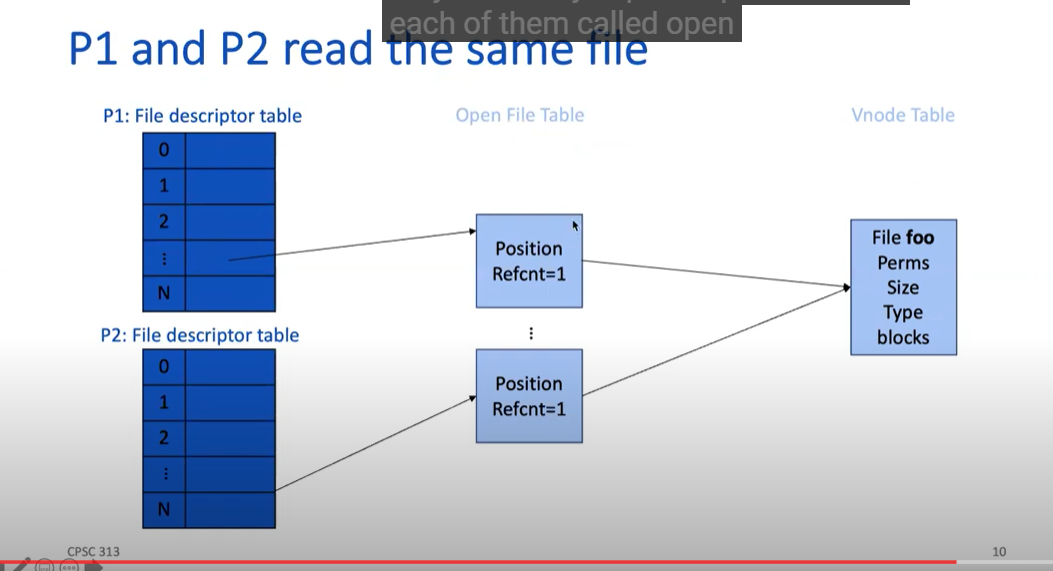 each of them called open
P1 and P2 read the same file
P1: File descriptor table
0
1
2
⋮
N
P2: File descriptor table
0
1
2
⋮
N
Open File Table
Position
Refcnt=1
⋮
Position
Refcnt=1
Vnode Table
File foo
Perms
Size
Type
blocks
CPSC 313
10